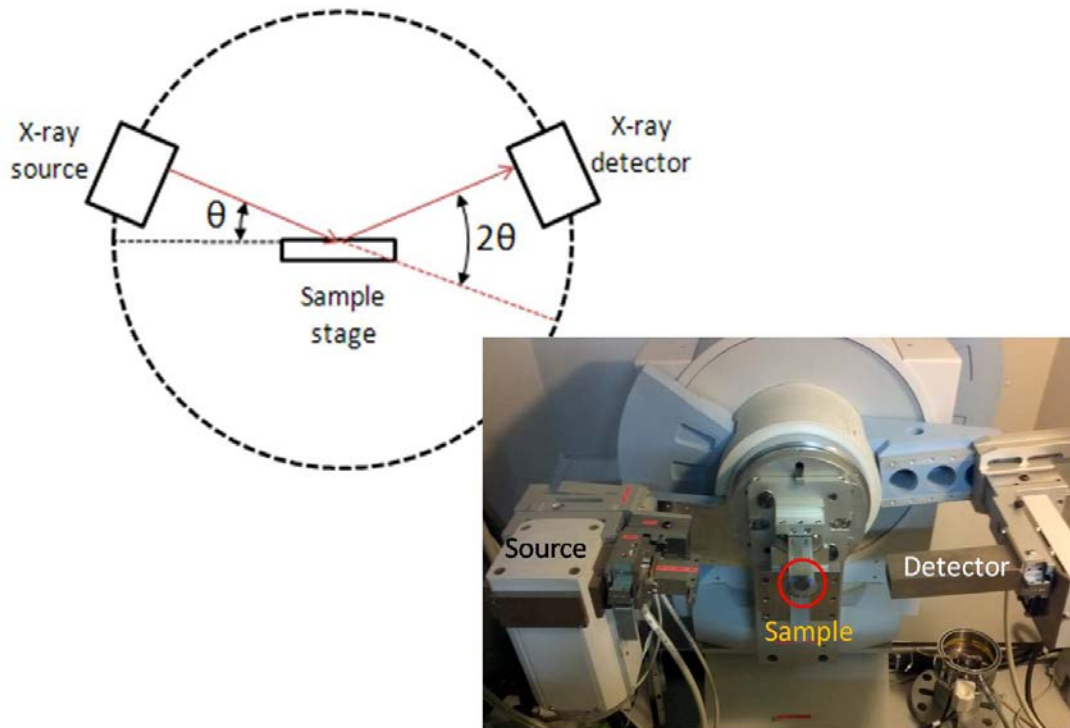 X-ray
source
θ
2θ
X-ray
detector
Sample
stage
Source
Detector
Sample